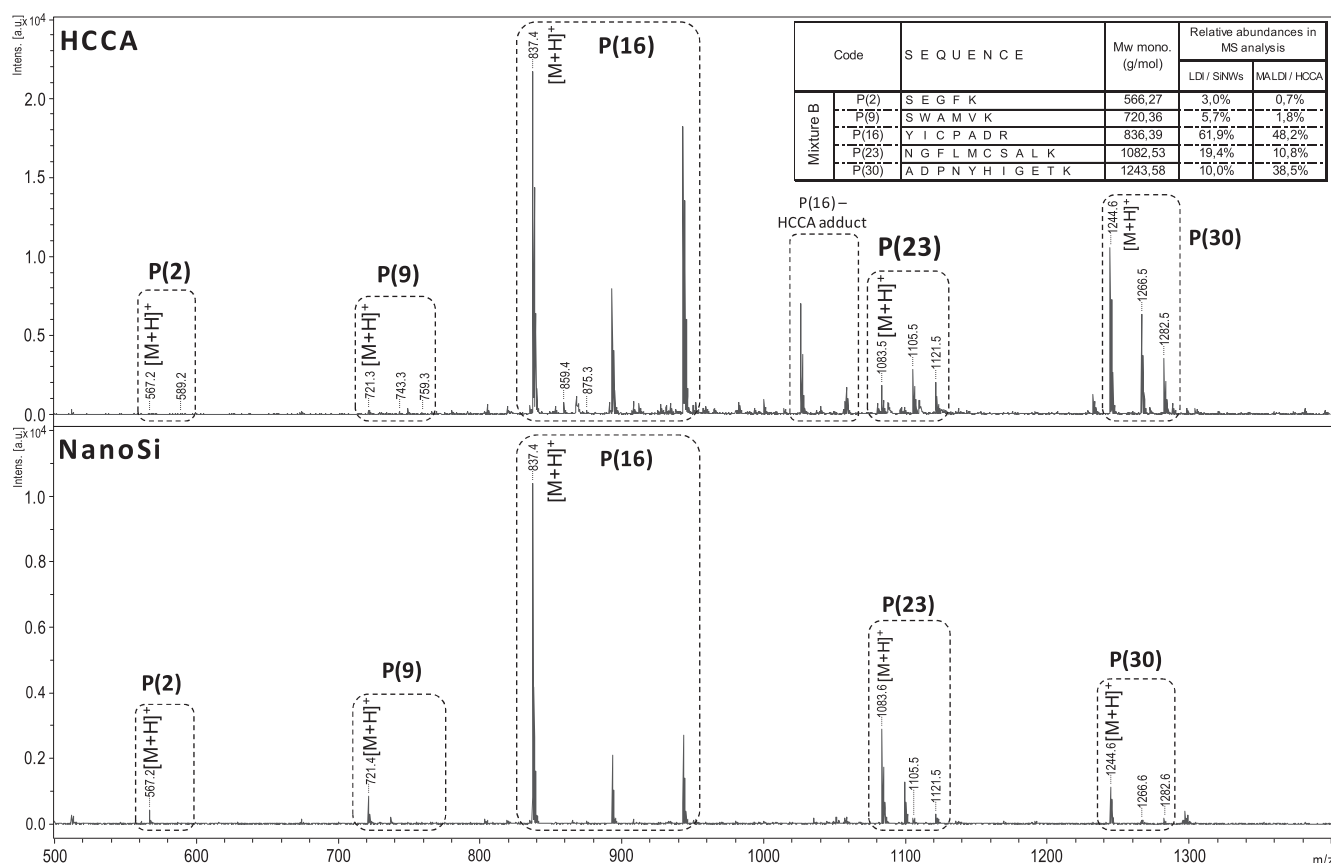 Intens. [a.u.]
x10⁴
HCCA
2.0
1.5
1.0
0.5
0.0
P(2)
567.2 [M+H]⁺
589.2
P(9)
721.3 [M+H]⁺
743.3
759.3
P(16)
837.4
[M+H]⁺
859.4
875.3
P(16) –
HCCA adduct
P(23)
1083.5 [M+H]⁺
1105.5
1121.5
P(30)
1244.6
[M+H]⁺
1266.5
1282.5
Code SEQUENCE Mw mono. (g/mol) Relative abundances in MS analysis
LDI / SiNWs MALDI / HCCA
Mixture B
P(2) S E G F K 566,27 3,0% 0,7%
P(9) S W A M V K 720,36 5,7% 1,8%
P(16) Y I C P A D R 836,39 61,9% 48,2%
P(23) N G F L M C S A L K 1082,53 19,4% 10,8%
P(30) A D P N Y H I G E T K 1243,58 10,0% 38,5%
Intens. [a.u.]
x10⁴
NanoSi
1.0
0.8
0.6
0.4
0.2
0.0
P(2)
567.2 [M+H]⁺
P(9)
721.4 [M+H]⁺
P(16)
837.4
[M+H]⁺
P(23)
1083.6 [M+H]⁺
1105.5
1121.5
P(30)
1244.6 [M+H]⁺
1266.6
1282.6
500 600 700 800 900 1000 1100 1200 1300 m/z